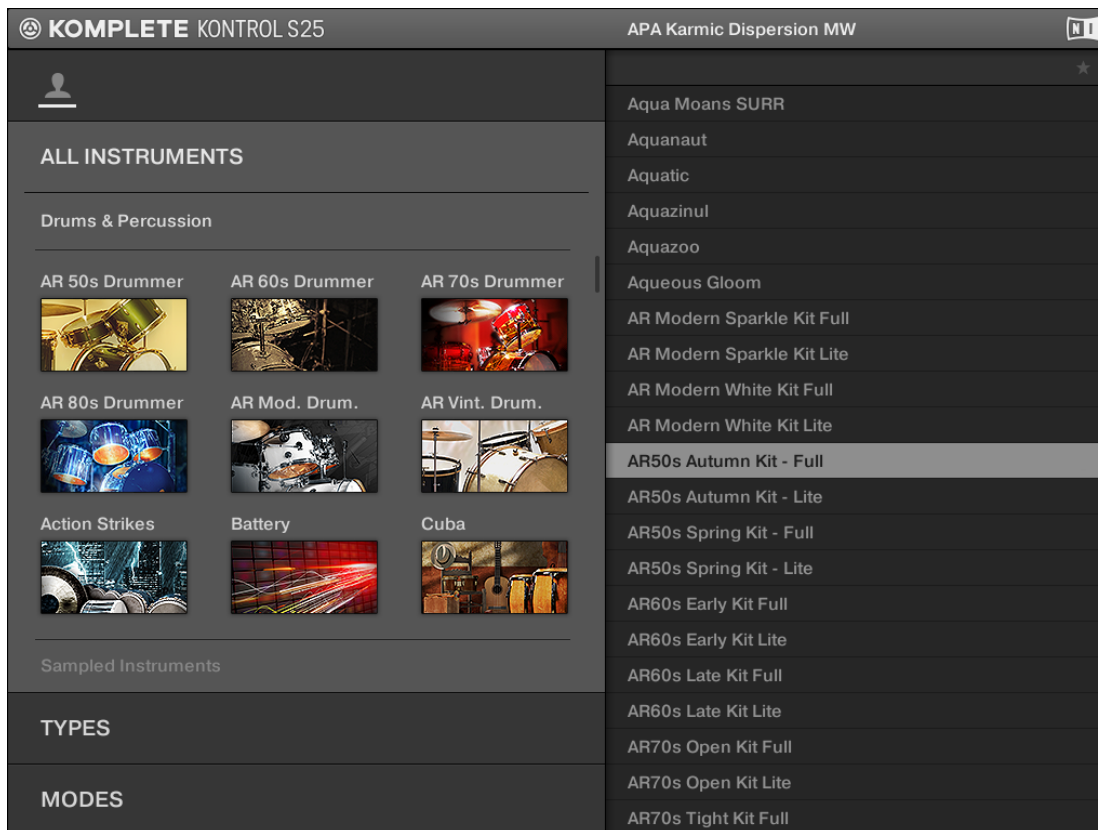 KOMPLETE KONTROL S25
APA Karmic Dispersion MW
NI
ALL INSTRUMENTS
Drums & Percussion
AR 50s Drummer
AR 60s Drummer
AR 70s Drummer
AR 80s Drummer
AR Mod. Drum.
AR Vint. Drum.
Action Strikes
Battery
Cuba
Sampled Instruments
TYPES
MODES
Aqua Moans SURR
Aquanaut
Aquatic
Aquazinul
Aquazoo
Aqueous Gloom
AR Modern Sparkle Kit Full
AR Modern Sparkle Kit Lite
AR Modern White Kit Full
AR Modern White Kit Lite
AR50s Autumn Kit - Full
AR50s Autumn Kit - Lite
AR50s Spring Kit - Full
AR50s Spring Kit - Lite
AR60s Early Kit Full
AR60s Early Kit Lite
AR60s Late Kit Full
AR60s Late Kit Lite
AR70s Open Kit Full
AR70s Open Kit Lite
AR70s Tight Kit Full